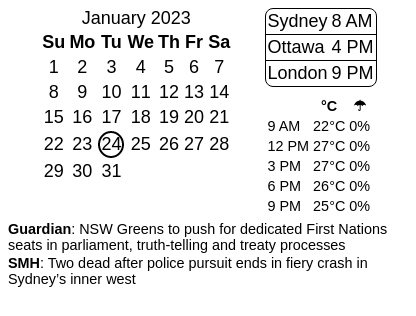 January 2023
Su Mo Tu We Th Fr Sa
1 2 3 4 5 6 7
8 9 10 11 12 13 14
15 16 17 18 19 20 21
22 23 24 25 26 27 28
29 30 31
Sydney 8 AM
Ottawa 4 PM
London 9 PM
°C ☂
9 AM 22°C 0%
12 PM 27°C 0%
3 PM 27°C 0%
6 PM 26°C 0%
9 PM 25°C 0%
Guardian: NSW Greens to push for dedicated First Nations
seats in parliament, truth-telling and treaty processes
SMH: Two dead after police pursuit ends in fiery crash in
Sydney’s inner west